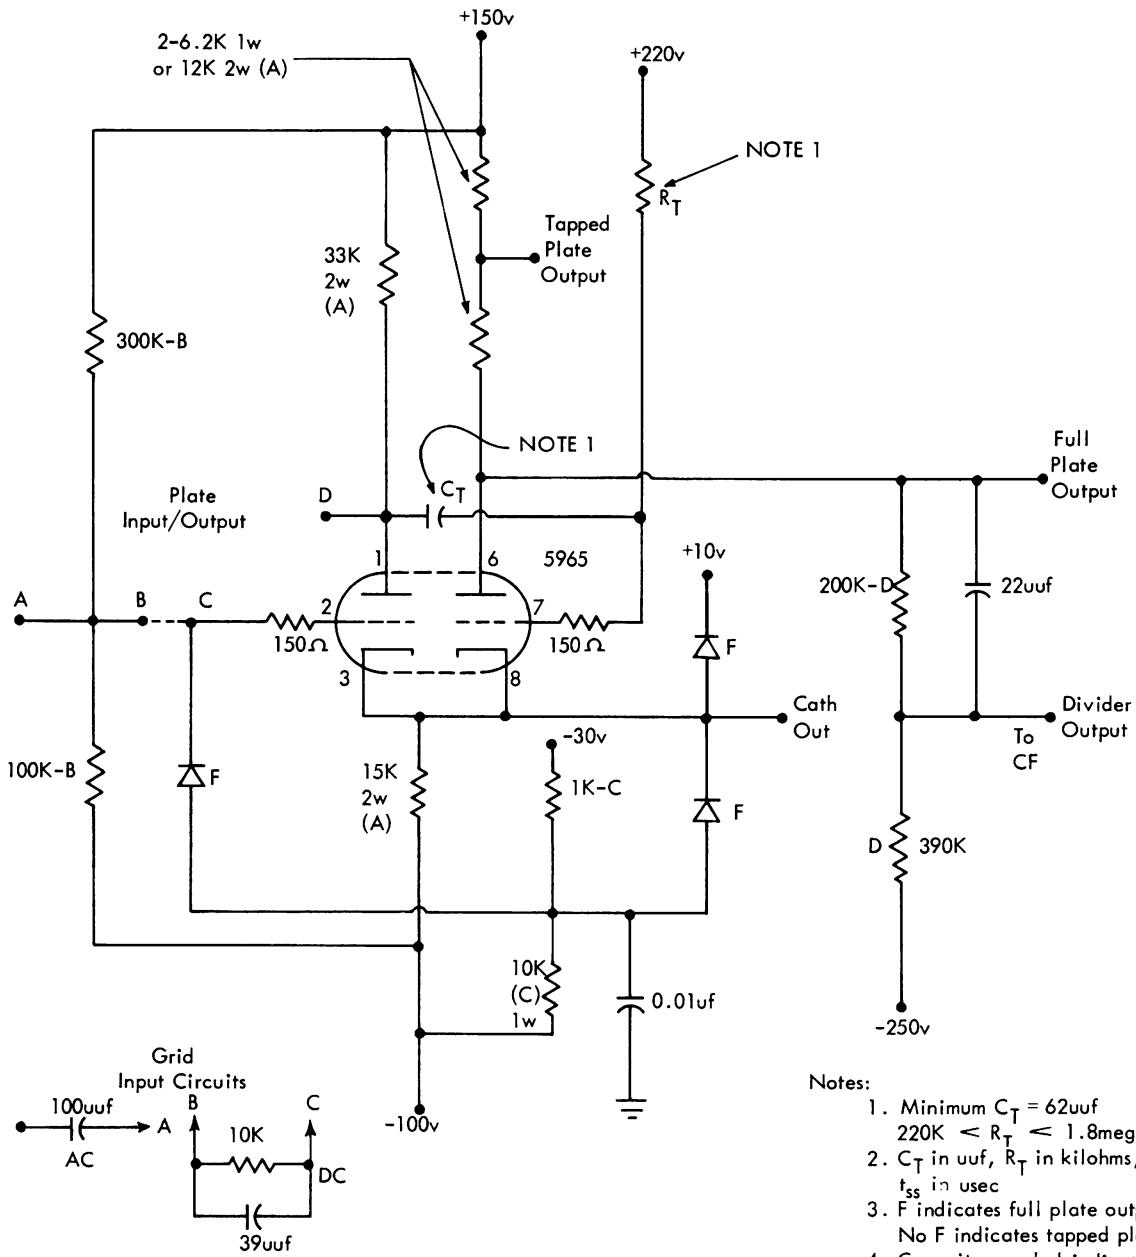 +150v
2-6.2K 1w
or 12K 2w (A)
+220v
NOTE 1
R_T
Tapped
Plate
Output
33K
2w
(A)
300K-B
NOTE 1
Full
Plate
Output
Plate
Input/Output
D
C_T
1
6
5965
+10v
A
B
C
2
7
200K-D
22uuf
150Ω
150Ω
F
3
8
Cath
Out
Divider
Output
To
CF
-30v
100K-B
F
15K
2w
(A)
1K-C
F
D
390K
10K
(C)
1w
0.01uf
-250v
Grid
Input Circuits
-100v
100uuf
A
AC
B
C
10K
DC
39uuf
Notes:
1. Minimum C_T = 62uuf
220K < R_T < 1.8meg
2. C_T in uuf, R_T in kilohms,
t_ss in usec
3. F indicates full plate out
No F indicates tapped pl